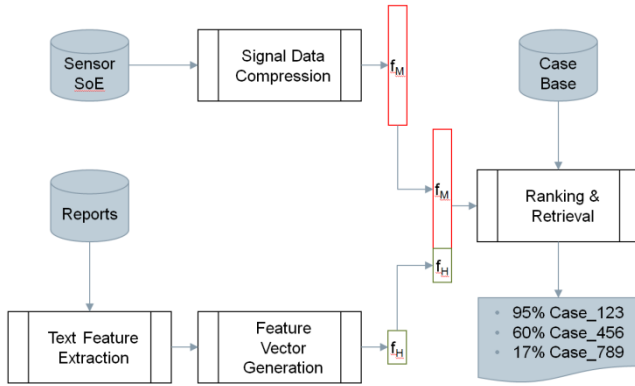 Sensor
SoE
Signal Data
Compression
f_M
Case
Base
Reports
f_M
Ranking &
Retrieval
f_H
Text Feature
Extraction
Feature
Vector
Generation
f_H
• 95% Case_123
• 60% Case_456
• 17% Case_789